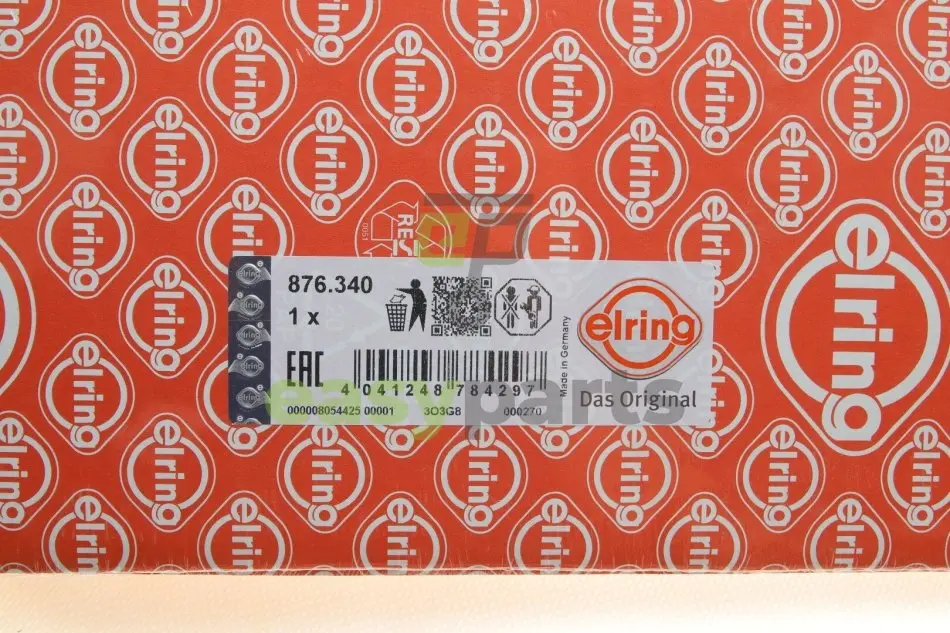 876.340
1 x
elring
Made in Germany
EAC
4 041248 784297
Das Original
000008054425 00001 3O3G8 000270
easyparts
elring
elring